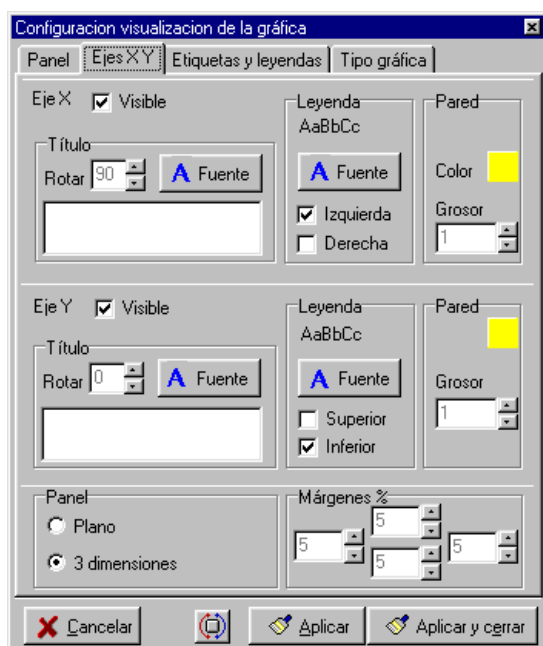 Configuracion visualizacion de la gráfica
Panel Ejes X Y Etiquetas y leyendas Tipo gráfica
Eje X Visible
Título
Rotar 90 A Fuente
Leyenda
AaBbCc
A Fuente
Izquierda
Derecha
Pared
Color
Grosor
1
Eje Y Visible
Título
Rotar 0 A Fuente
Leyenda
AaBbCc
A Fuente
Superior
Inferior
Pared
Grosor
1
Panel
Plano
3 dimensiones
Márgenes %
5
5 5
5
Cancelar Aplicar Aplicar y cerrar